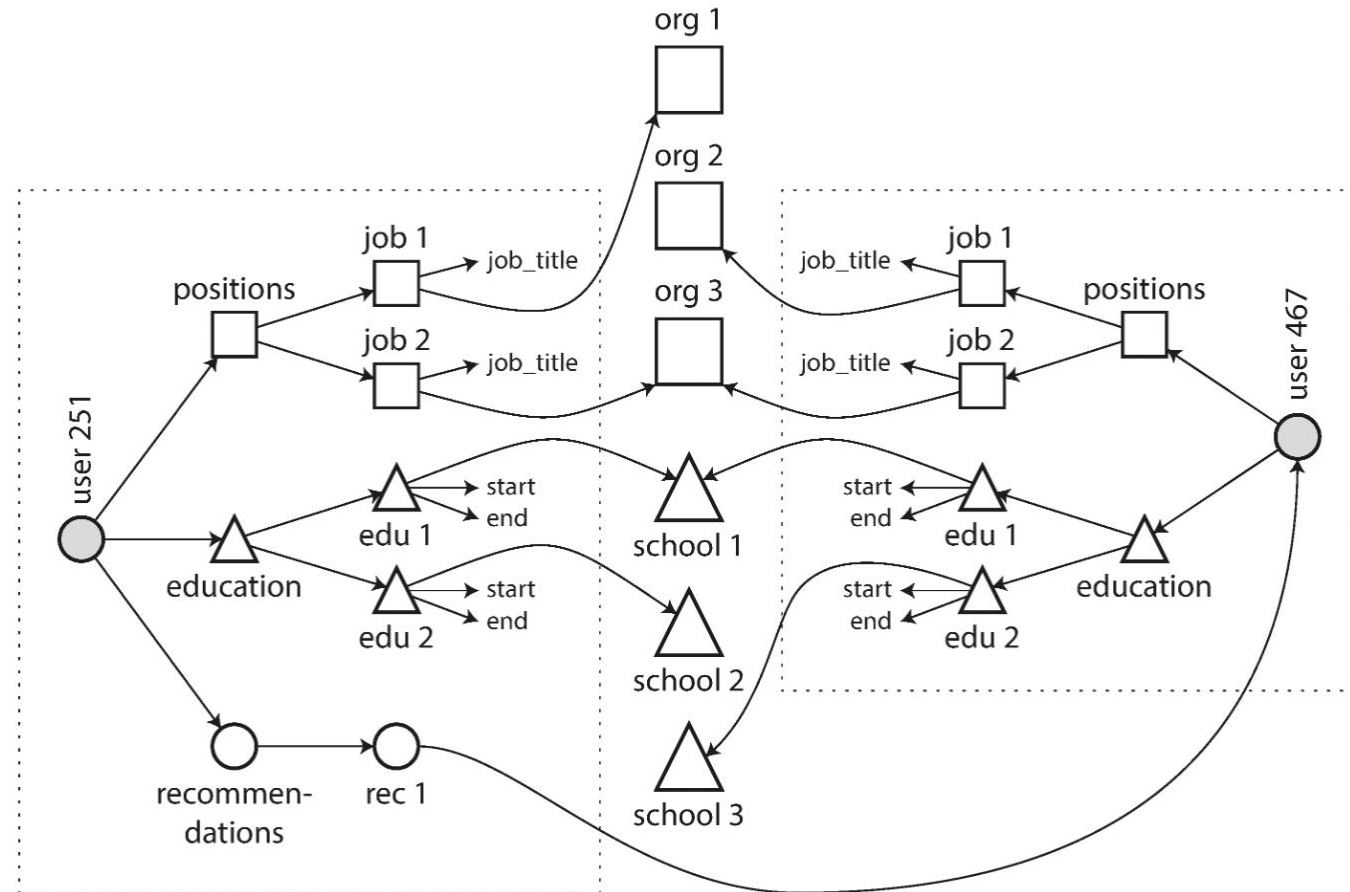 org 1
org 2
org 3
job 1
job_title
positions
job 2
job_title
user 251
edu 1
start
end
education
edu 2
start
end
recommen-
dations
rec 1
school 1
school 2
school 3
job 1
job_title
positions
job 2
job_title
user 467
start
end
edu 1
education
start
end
edu 2